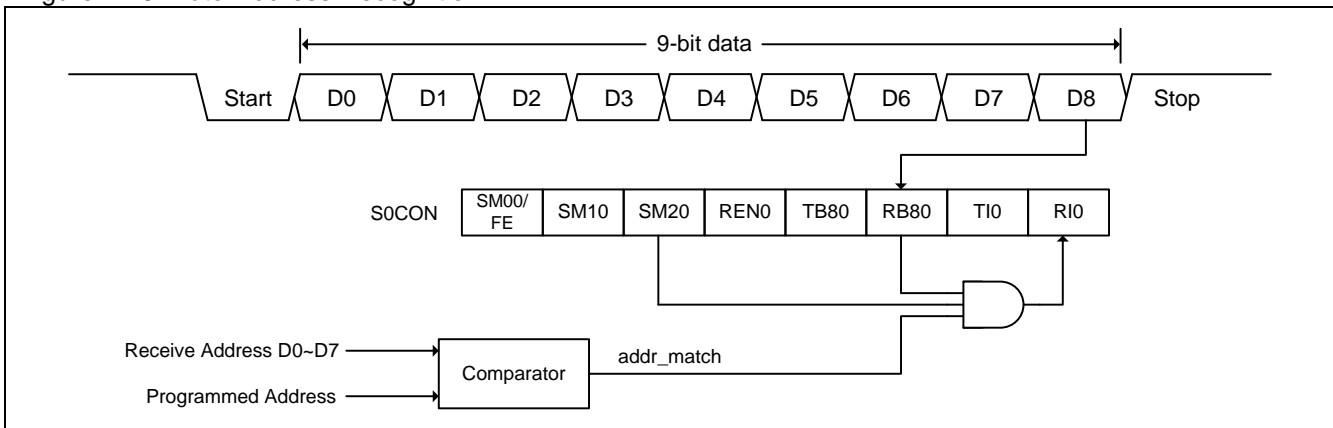 9-bit data
Start D0 D1 D2 D3 D4 D5 D6 D7 D8 Stop
S0CON SM00/ FE SM10 SM20 REN0 TB80 RB80 TI0 RI0
Receive Address D0~D7
Comparator
addr_match
Programmed Address